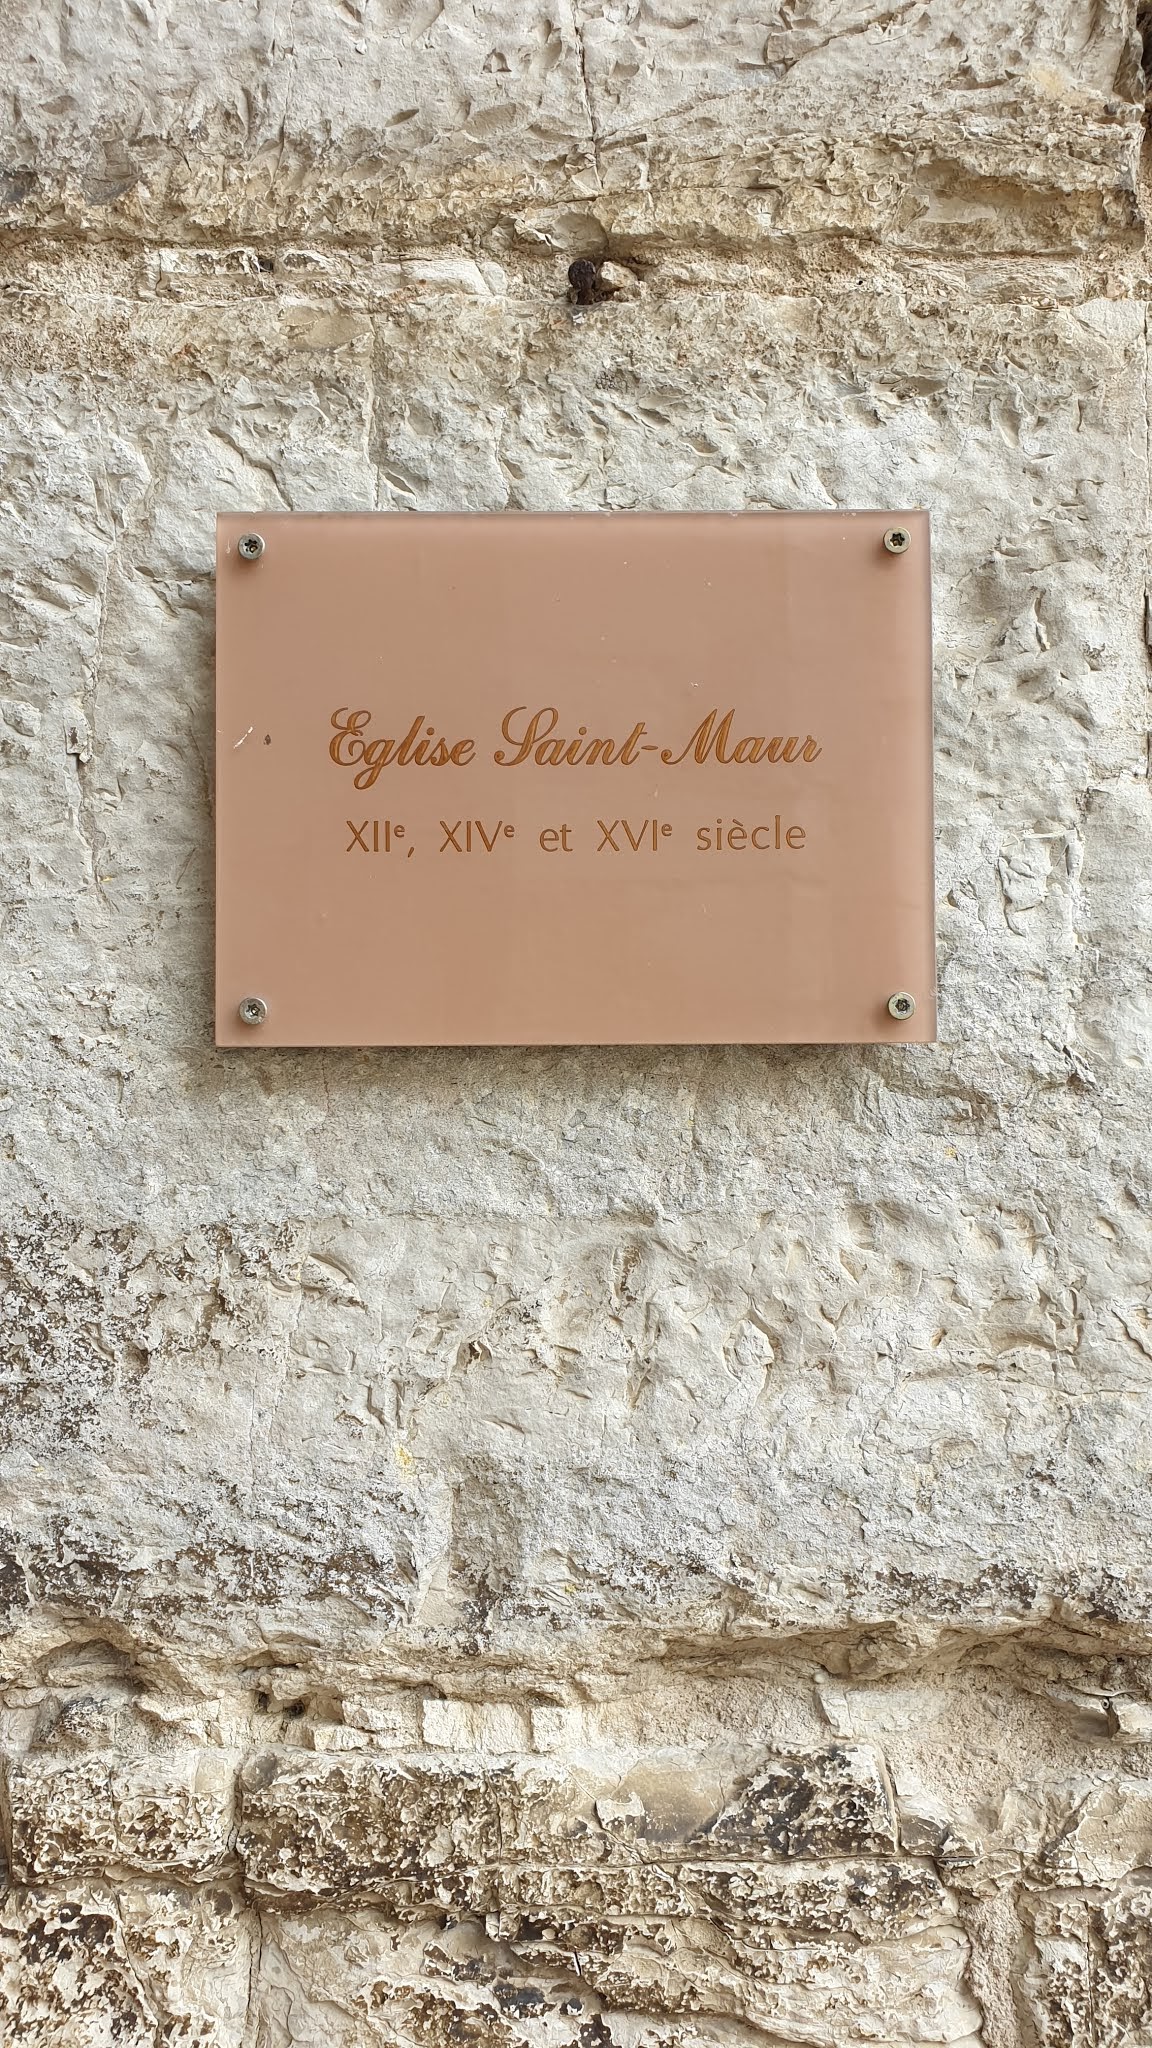 Eglise Saint-Maur
XIIᵉ, XIVᵉ et XVIᵉ siècle